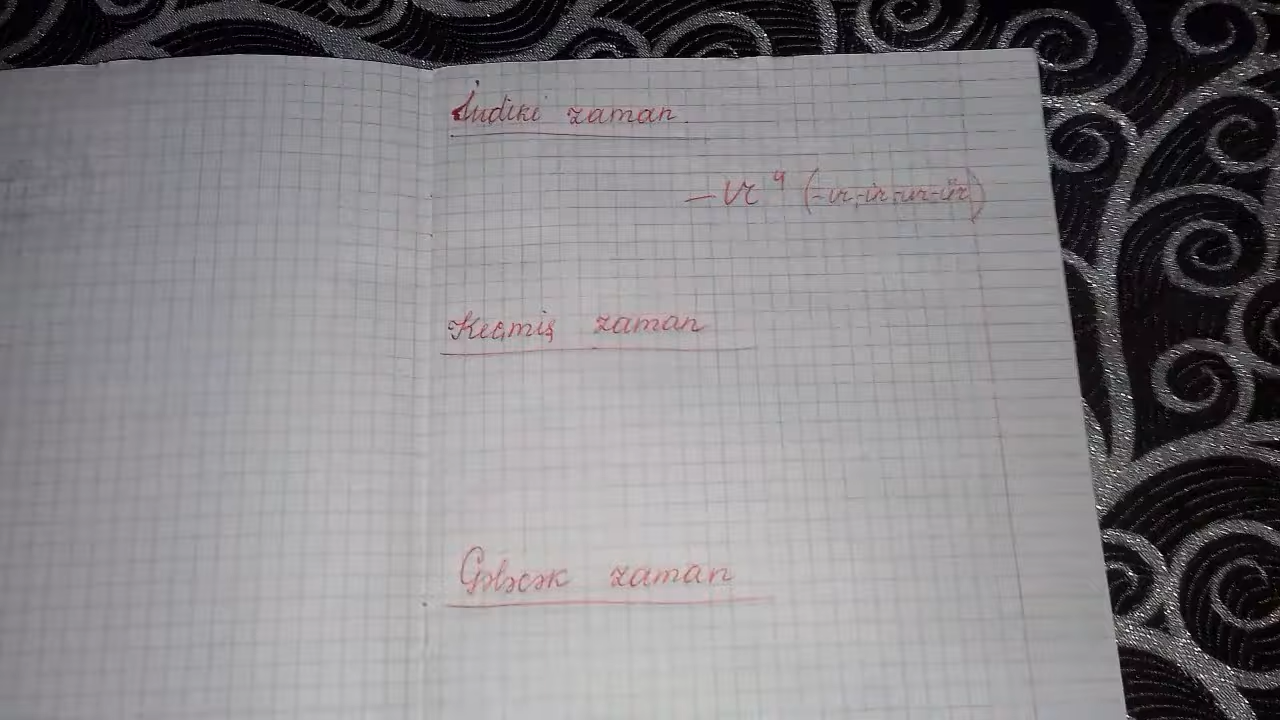 İndiki zaman
– ır⁴ (-ır,-ir,-ur-ür)
Keçmiş zaman
Gələcək zaman